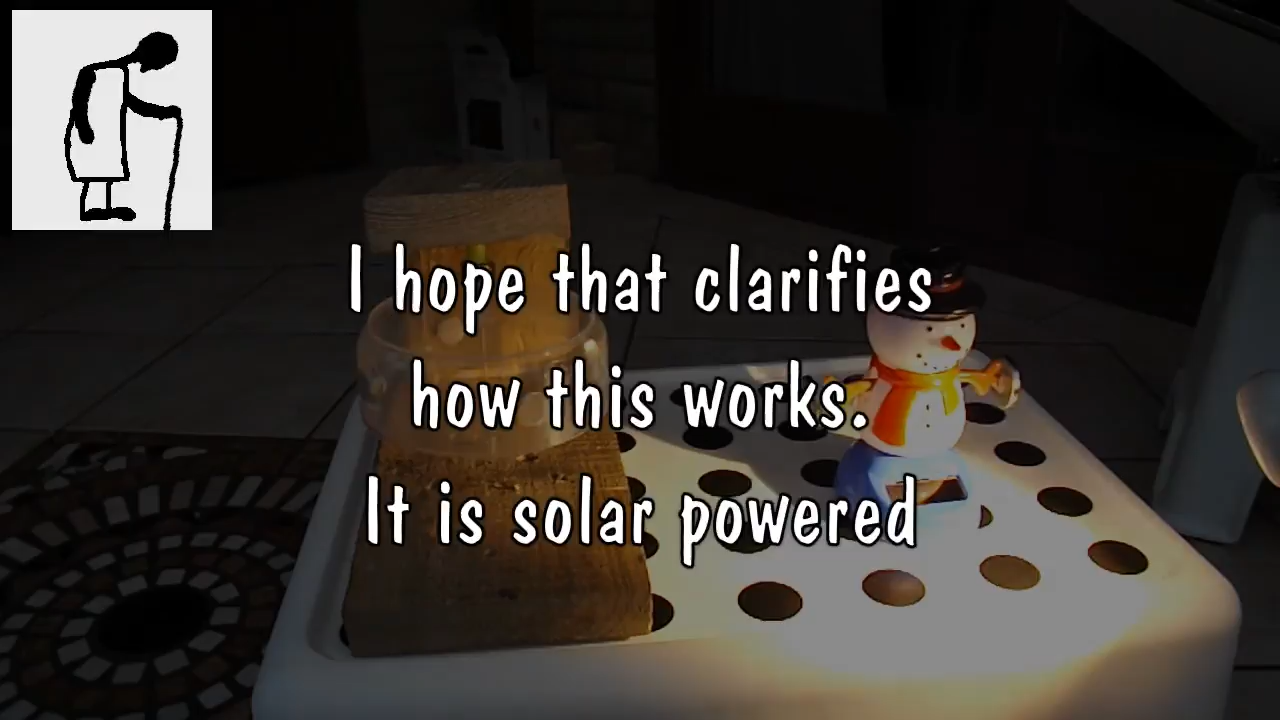 I hope that clarifies
how this works.
It is solar powered